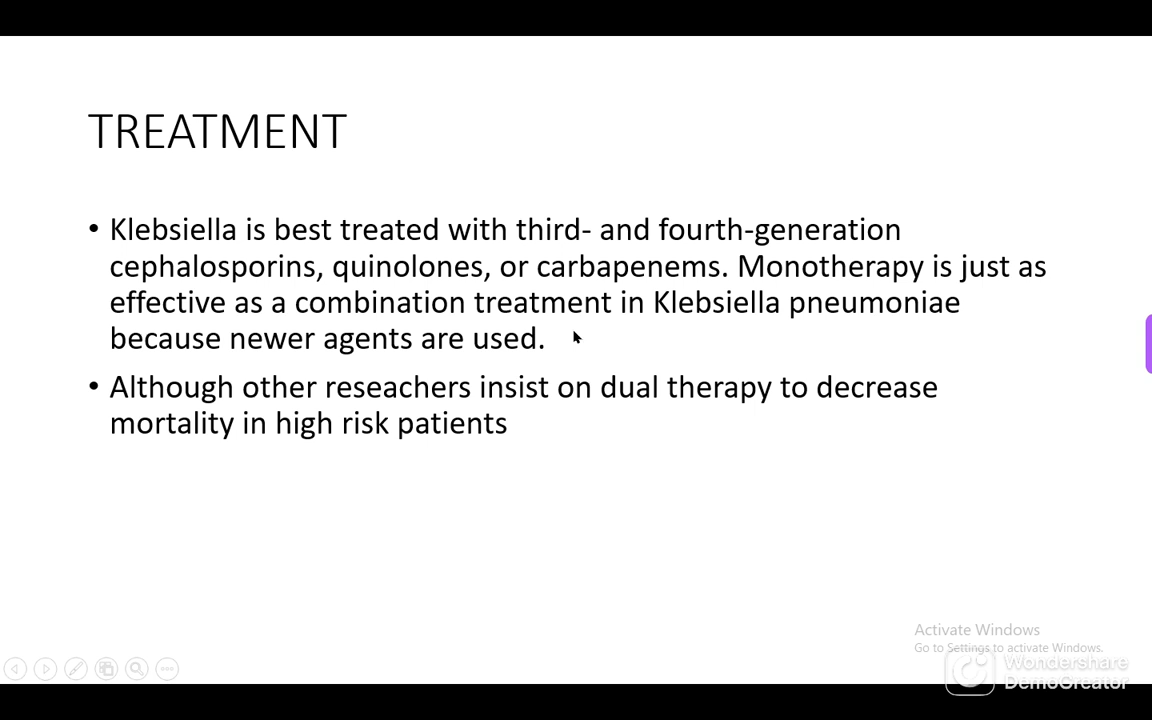 TREATMENT
• Klebsiella is best treated with third- and fourth-generation
cephalosporins, quinolones, or carbapenems. Monotherapy is just as
effective as a combination treatment in Klebsiella pneumoniae
because newer agents are used.
• Although other reseachers insist on dual therapy to decrease
mortality in high risk patients
Activate Windows
Go to Settings to activate Windows.
Wondershare
DemoCreator